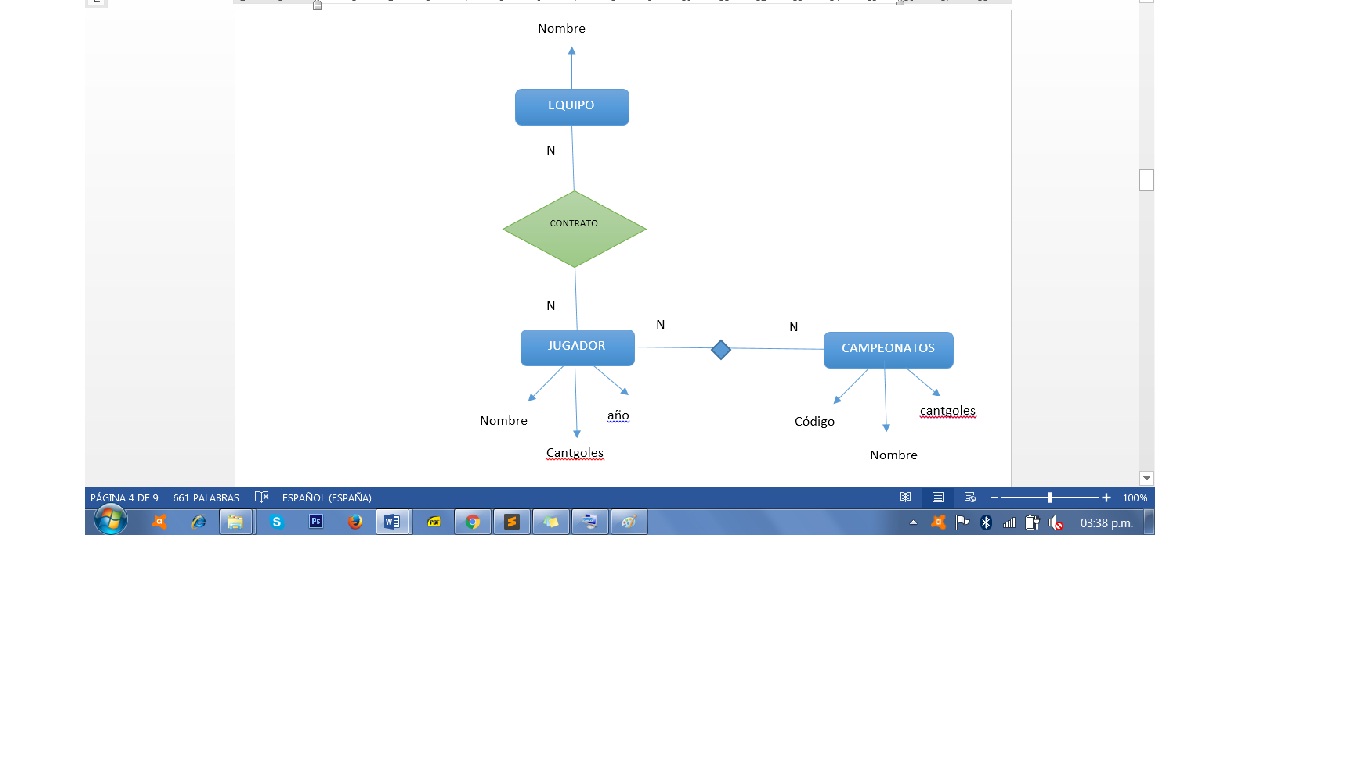 Nombre
EQUIPO
N
CONTRATO
N
N
N
JUGADOR
CAMPEONATOS
Nombre
año
Código
cantgoles
Cantgoles
Nombre
PÁGINA 4 DE 9 661 PALABRAS ESPAÑOL (ESPAÑA) 100%
03:38 p.m.